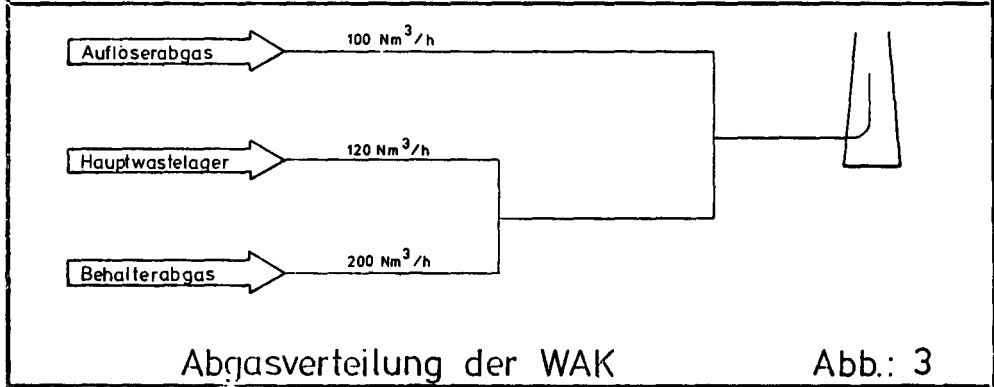 Auflöserabgas
100 Nm³/h
Hauptwastelager
120 Nm³/h
Behalterabgas
200 Nm³/h
Abgasverteilung der WAK
Abb.: 3